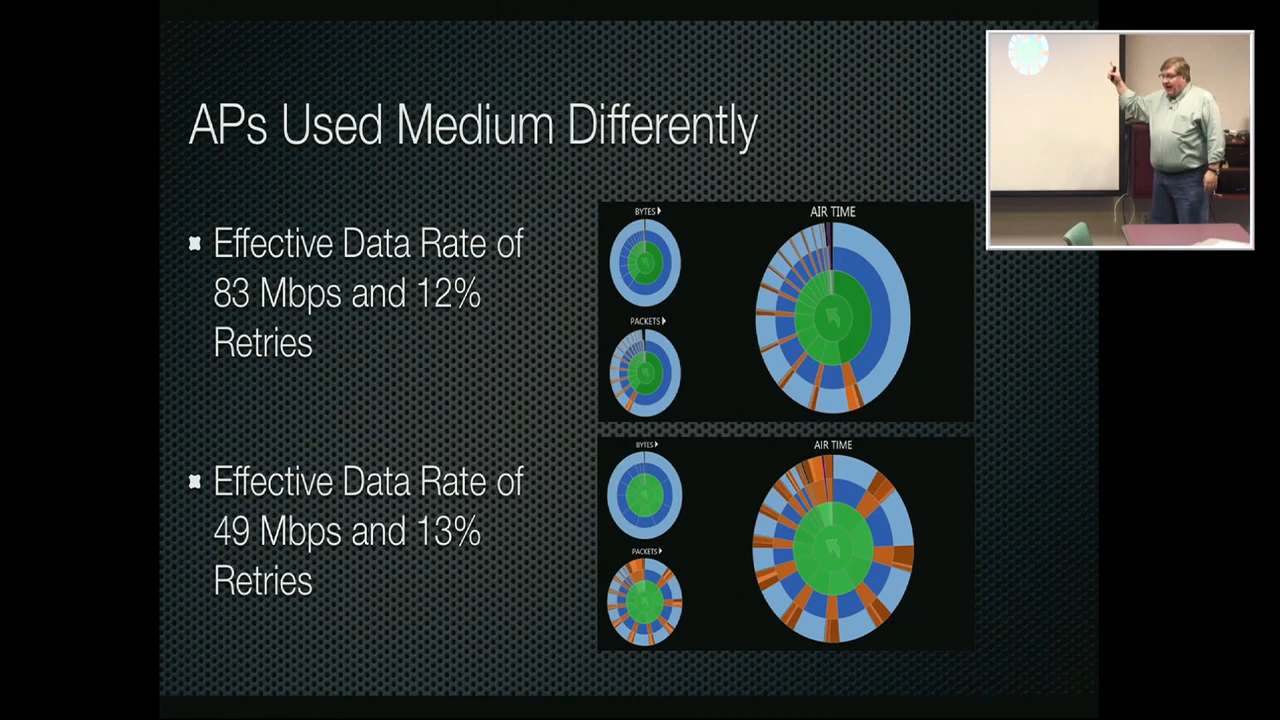 APs Used Medium Differently
Effective Data Rate of
83 Mbps and 12%
Retries
BYTES
AIR TIME
PACKETS
Effective Data Rate of
49 Mbps and 13%
Retries
BYTES
AIR TIME
PACKETS